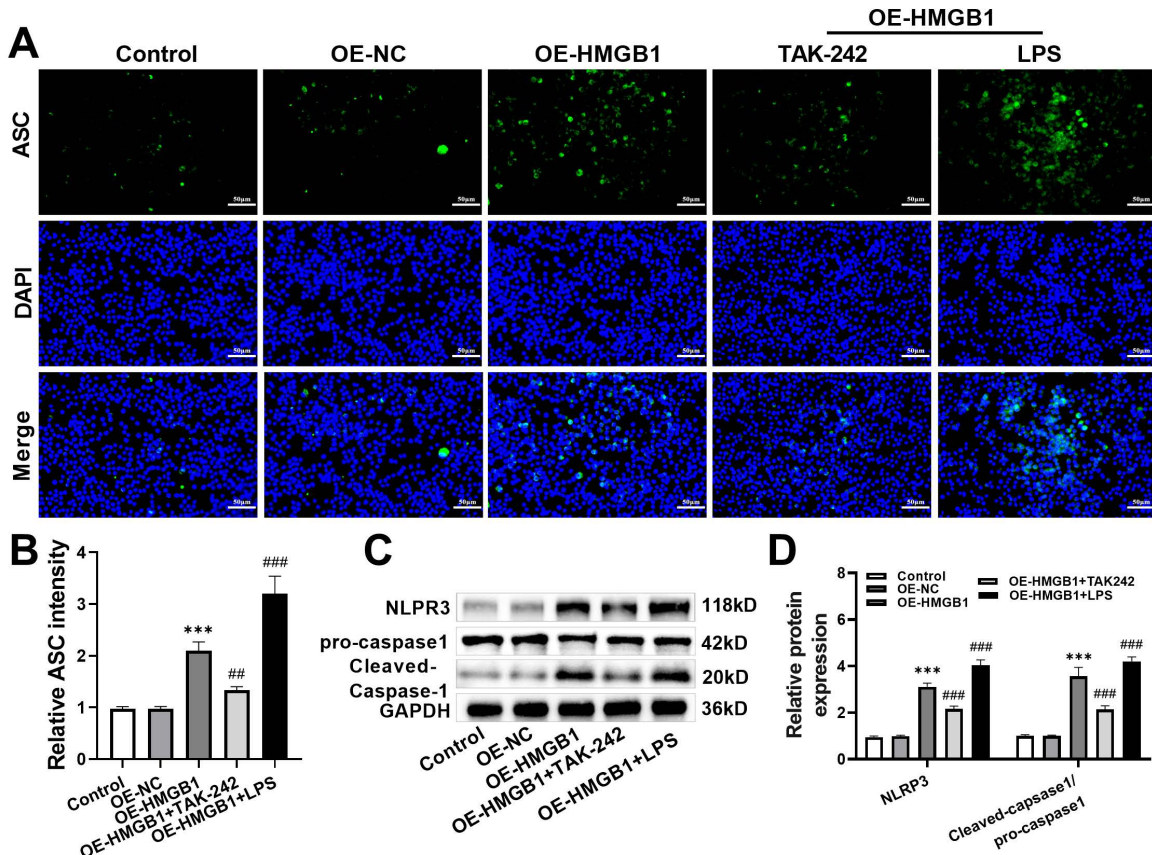 OE-HMGB1
A
Control OE-NC OE-HMGB1 TAK-242 LPS
ASC
50μm 50μm 50μm 50μm 50μm
DAPI
50μm 50μm 50μm 50μm 50μm
Merge
50μm 50μm 50μm 50μm 50μm
B
Relative ASC intensity
4
3
2
1
0
***
##
###
Control
OE-NC
OE-HMGB1
OE-HMGB1+TAK-242
OE-HMGB1+LPS
C
NLPR3 118kD
pro-caspase1 42kD
Cleaved-
Caspase-1 20kD
GAPDH 36kD
Control
OE-NC
OE-HMGB1
OE-HMGB1+TAK-242
OE-HMGB1+LPS
D
Relative protein
expression
8
6
4
2
0
Control
OE-NC
OE-HMGB1
OE-HMGB1+TAK242
OE-HMGB1+LPS
*** ### ###
*** ### ###
NLRP3
Cleaved-capsase1/
pro-caspase1